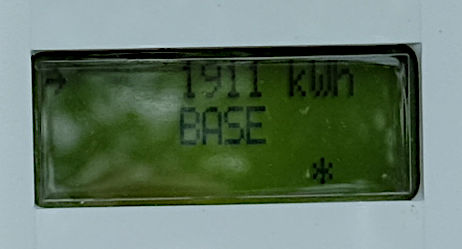 → 1911 kWh
BASE
*